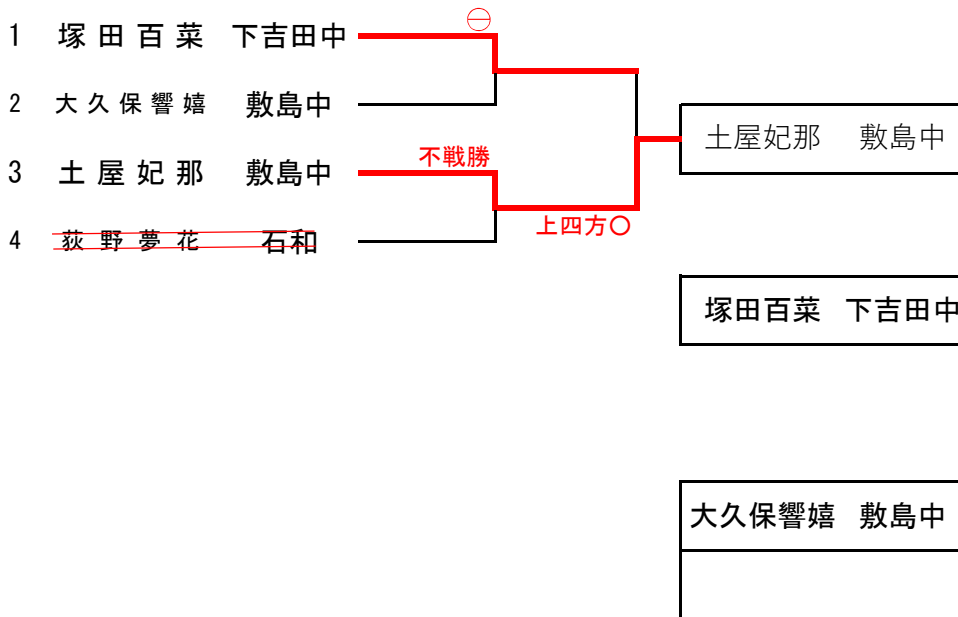 1 塚田百菜 下吉田中
2 大久保響嬉 敷島中
土屋妃那 敷島中
不戦勝
3 土屋妃那 敷島中
上四方〇
4 荻野夢花 石和
塚田百菜 下吉田中
大久保響嬉 敷島中